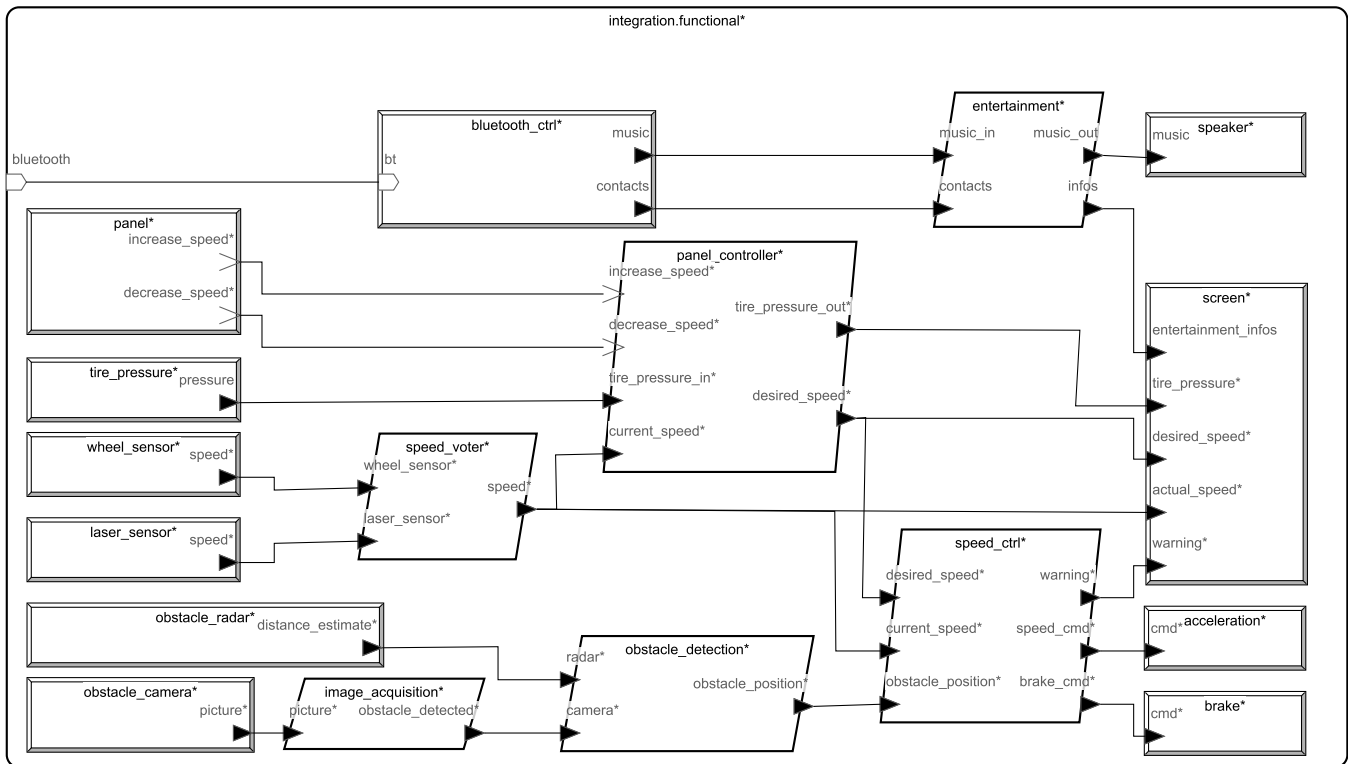 integration.functional*
bluetooth
bluetooth_ctrl*
bt
music
contacts
entertainment*
music_in
music_out
contacts
infos
speaker*
music
panel*
increase_speed*
decrease_speed*
panel_controller*
increase_speed*
decrease_speed*
tire_pressure_in*
current_speed*
tire_pressure_out*
desired_speed*
screen*
entertainment_infos
tire_pressure*
desired_speed*
actual_speed*
warning*
tire_pressure*
pressure
wheel_sensor*
speed*
laser_sensor*
speed*
speed_voter*
wheel_sensor*
laser_sensor*
speed*
speed_ctrl*
desired_speed*
current_speed*
obstacle_position*
warning*
speed_cmd*
brake_cmd*
acceleration*
cmd*
brake*
cmd*
obstacle_radar*
distance_estimate*
obstacle_camera*
picture*
image_acquisition*
picture*
obstacle_detected*
obstacle_detection*
radar*
camera*
obstacle_position*